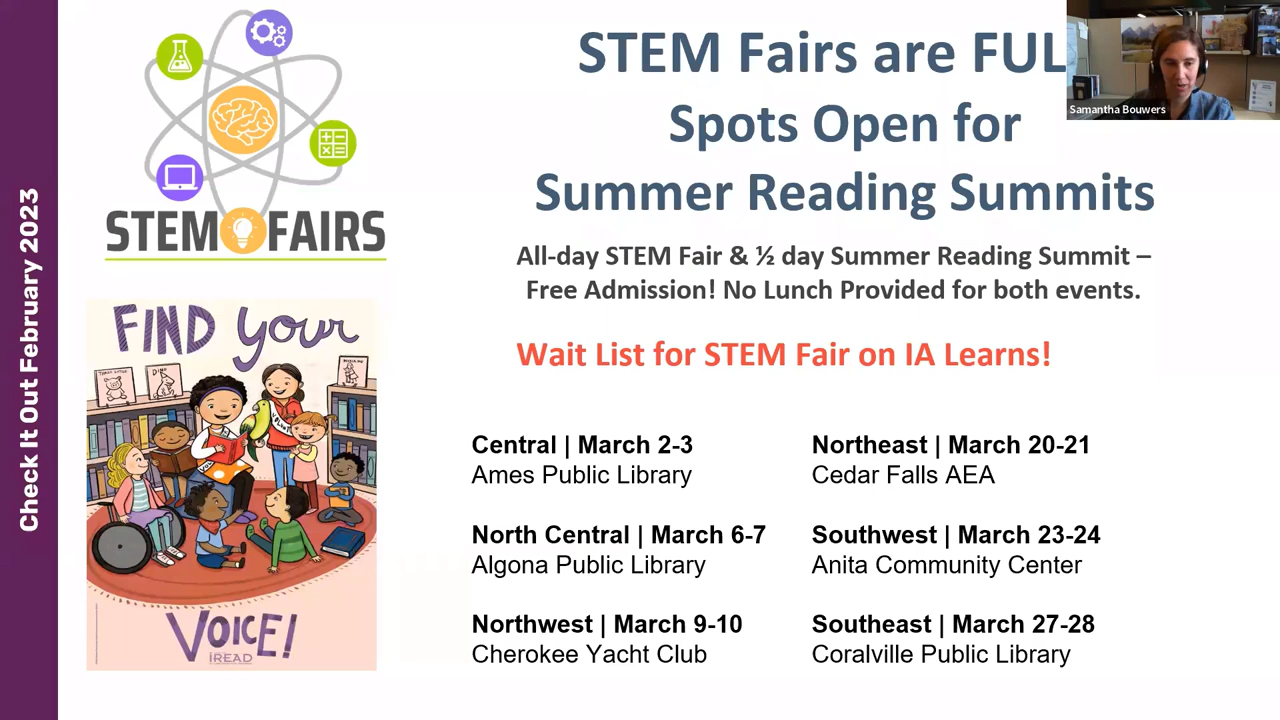 Check It Out February 2023
STEM FAIRS
STEM Fairs are FUL
Spots Open for
Summer Reading Summits
Samantha Bouwers
All-day STEM Fair & ½ day Summer Reading Summit –
Free Admission! No Lunch Provided for both events.
Wait List for STEM Fair on IA Learns!
Central | March 2-3
Ames Public Library
North Central | March 6-7
Algona Public Library
Northwest | March 9-10
Cherokee Yacht Club
Northeast | March 20-21
Cedar Falls AEA
Southwest | March 23-24
Anita Community Center
Southeast | March 27-28
Coralville Public Library
FIND your
DINO
VOICE!
iREAD